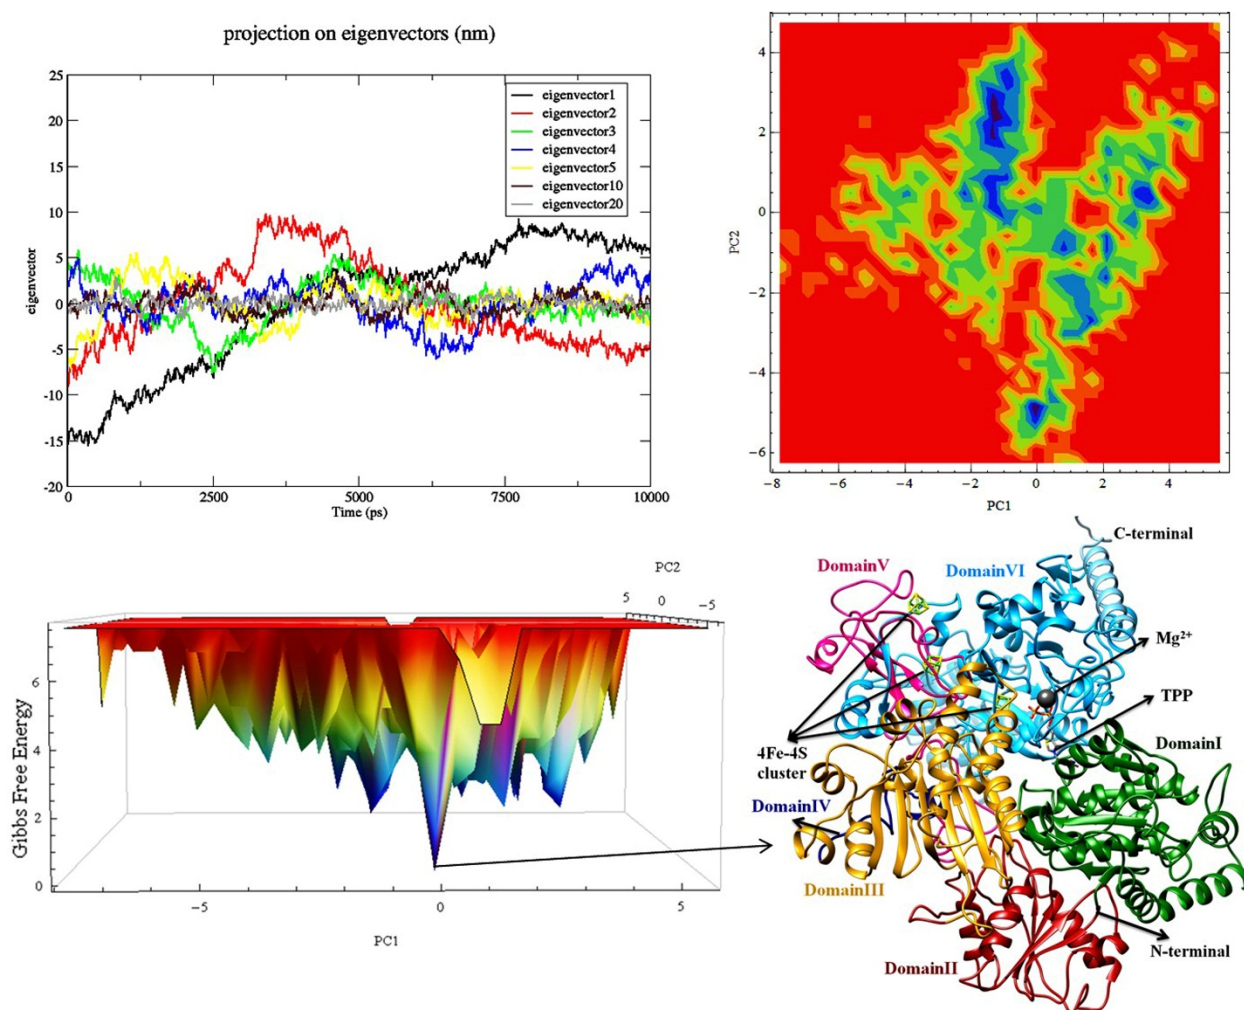 projection on eigenvectors (nm)
25
20
15
10
5
0
-5
-10
-15
-20
eigenvector
eigenvector1
eigenvector2
eigenvector3
eigenvector4
eigenvector5
eigenvector10
eigenvector20
0 2500 5000 7500 10000
Time (ps)
4
2
0
−2
−4
−6
PC2
−8 −6 −4 −2 0 2 4
PC1
PC2
5 0 −5
6
4
2
0
Gibbs Free Energy
−5 0 5
PC1
C-terminal
DomainV
DomainVI
Mg²⁺
TPP
DomainI
4Fe-4S
cluster
DomainIV
DomainIII
N-terminal
DomainII